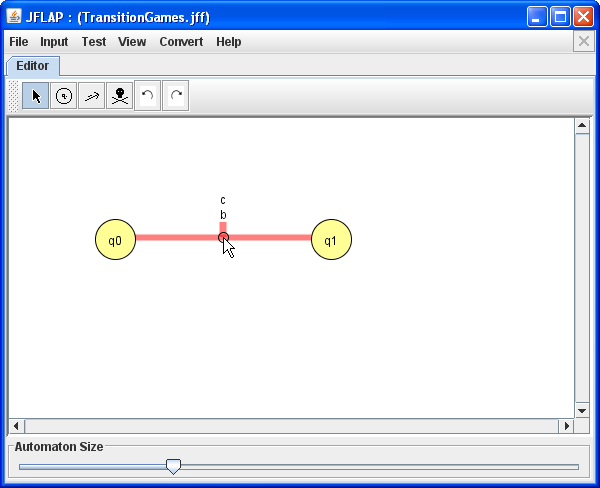 JFLAP : (TransitionGames.jff)
File Input Test View Convert Help
Editor
c
b
q0 q1
Automaton Size